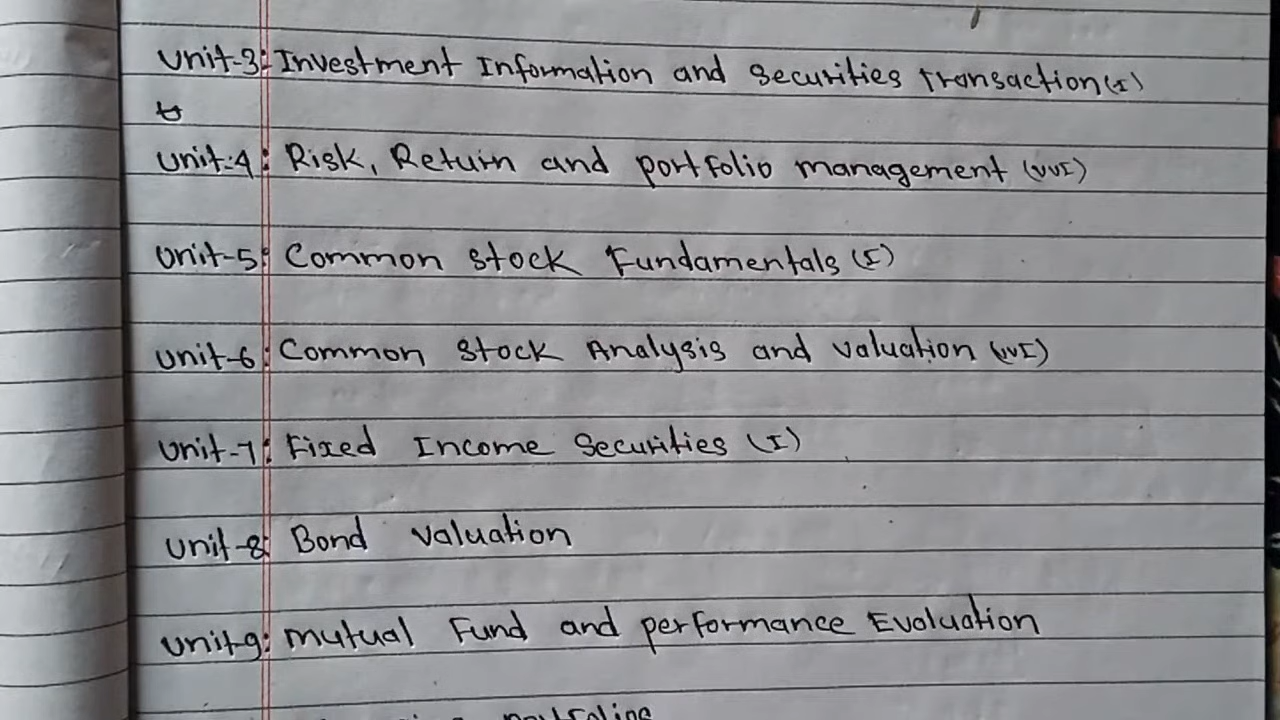 Unit-3: Investment Information and Securities Transaction (I)
Unit-4: Risk, Return and portfolio management (VVI)
Unit-5: Common Stock Fundamentals (I)
Unit-6: Common Stock Analysis and valuation (VVI)
Unit-7: Fixed Income Securities (I)
Unit-8: Bond Valuation
Unit-9: Mutual Fund and performance Evaluation